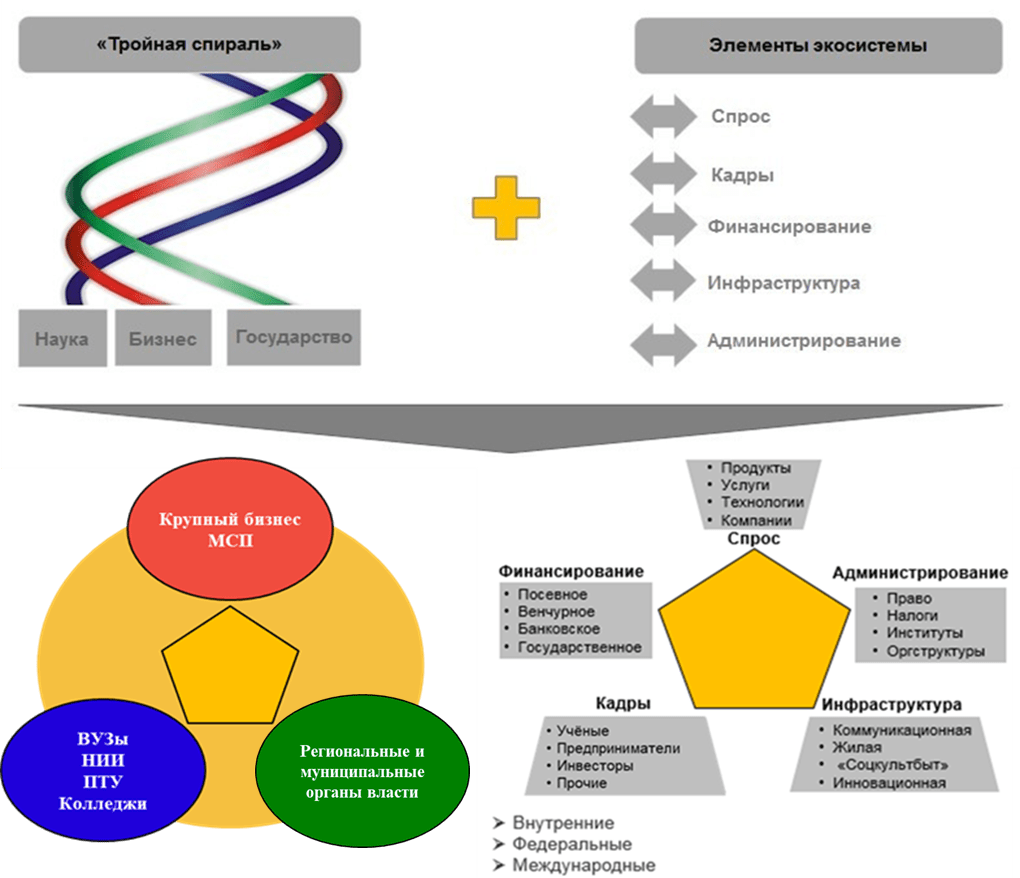 «Тройная спираль»
Наука
Бизнес
Государство
Элементы экосистемы
Спрос
Кадры
Финансирование
Инфраструктура
Администрирование
Крупный бизнес
МСП
ВУЗы
НИИ
ПТУ
Колледжи
Региональные и
муниципальные
органы власти
• Продукты
• Услуги
• Технологии
• Компании
Спрос
Финансирование
• Посевное
• Венчурное
• Банковское
• Государственное
Администрирование
• Право
• Налоги
• Институты
• Оргструктуры
Кадры
• Учёные
• Предприниматели
• Инвесторы
• Прочие
Инфраструктура
• Коммуникационная
• Жилая
• «Соцкультбыт»
• Инновационная
➢ Внутренние
➢ Федеральные
➢ Международные